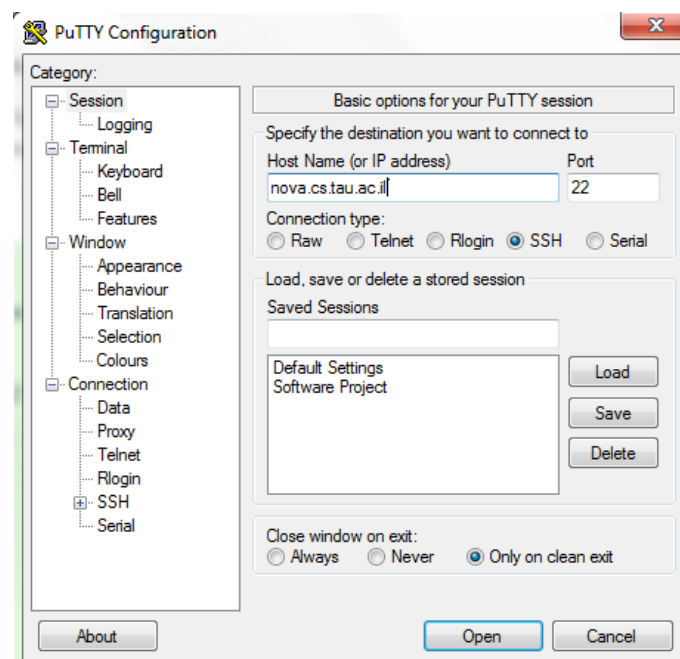 PuTTY Configuration
X
Category:
Session
Logging
Terminal
Keyboard
Bell
Features
Window
Appearance
Behaviour
Translation
Selection
Colours
Connection
Data
Proxy
Telnet
Rlogin
SSH
Serial
Basic options for your PuTTY session
Specify the destination you want to connect to
Host Name (or IP address) Port
nova.cs.tau.ac.il 22
Connection type:
Raw Telnet Rlogin SSH Serial
Load, save or delete a stored session
Saved Sessions
Default Settings
Software Project
Load
Save
Delete
Close window on exit:
Always Never Only on clean exit
About Open Cancel